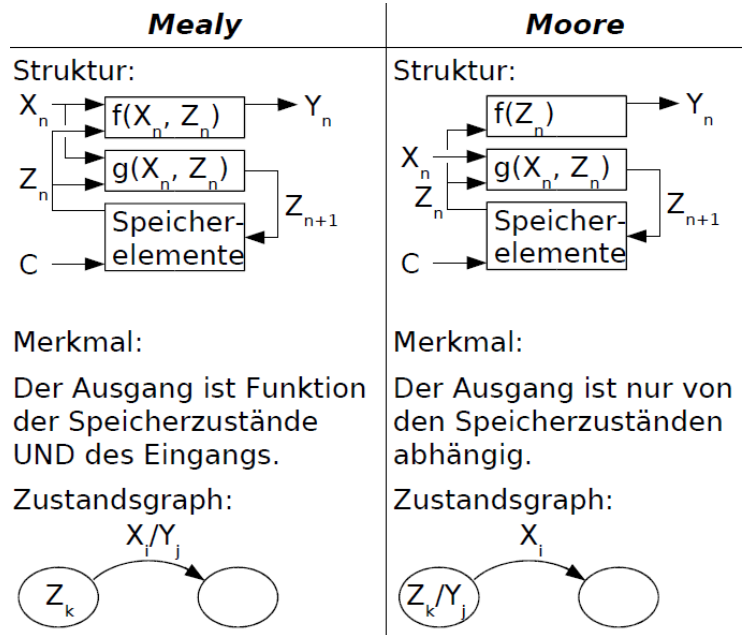 Mealy
Struktur:
Xn
f(Xn, Zn)
Yn
Zn
g(Xn, Zn)
Zn+1
Speicher-
elemente
C
Merkmal:
Der Ausgang ist Funktion
der Speicherzustände
UND des Eingangs.
Zustandsgraph:
Xi/Yj
Zk
Moore
Struktur:
f(Zn)
Yn
Xn
g(Xn, Zn)
Zn
Zn+1
Speicher-
elemente
C
Merkmal:
Der Ausgang ist nur von
den Speicherzuständen
abhängig.
Zustandsgraph:
Xi
Zk/Yj